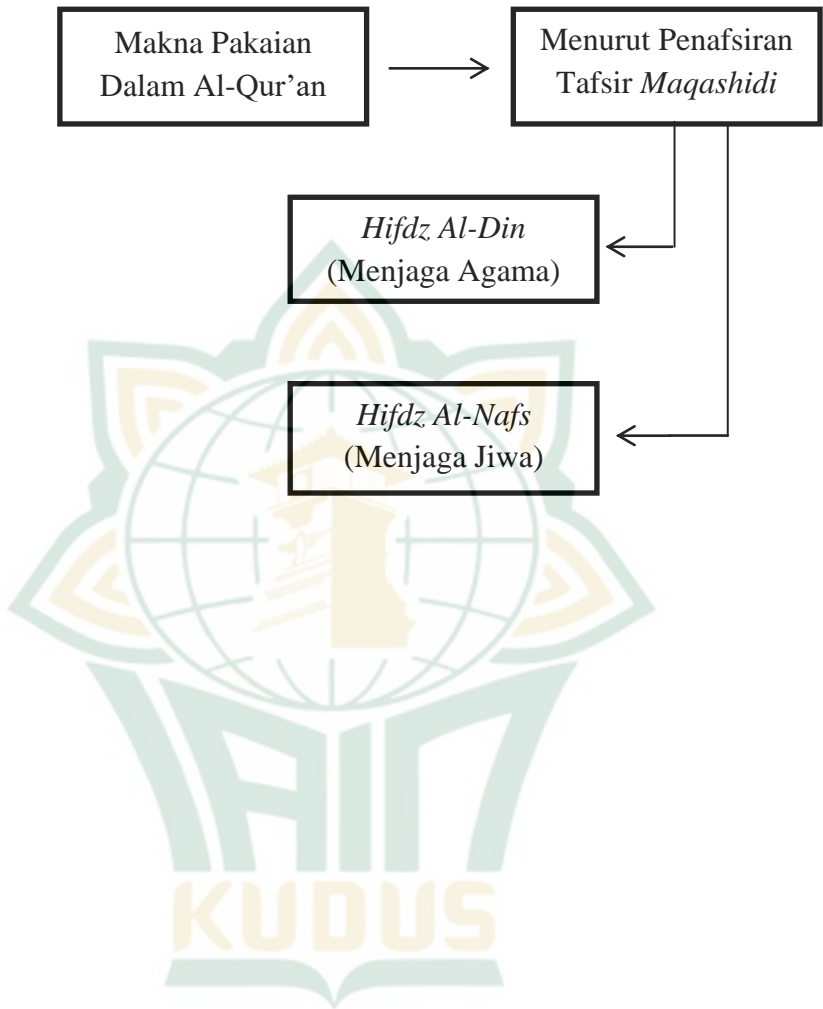 Makna Pakaian
Dalam Al-Qur'an
Menurut Penafsiran
Tafsir Maqashidi
Hifdz Al-Din
(Menjaga Agama)
Hifdz Al-Nafs
(Menjaga Jiwa)
IAIN
KUDUS